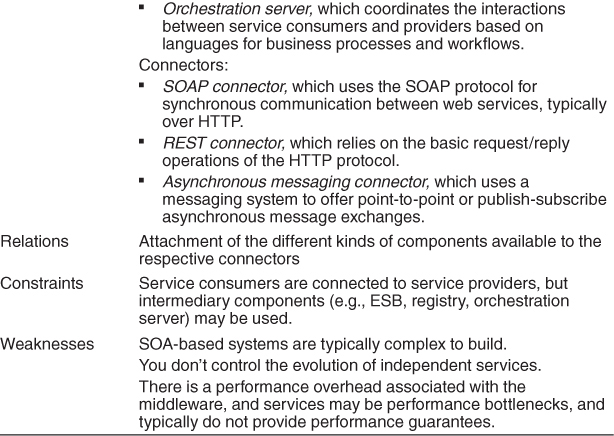 ▪ Orchestration server, which coordinates the interactions
between service consumers and providers based on
languages for business processes and workflows.
Connectors:
▪ SOAP connector, which uses the SOAP protocol for
synchronous communication between web services, typically
over HTTP.
▪ REST connector, which relies on the basic request/reply
operations of the HTTP protocol.
▪ Asynchronous messaging connector, which uses a
messaging system to offer point-to-point or publish-subscribe
asynchronous message exchanges.
Relations Attachment of the different kinds of components available to the
respective connectors
Constraints Service consumers are connected to service providers, but
intermediary components (e.g., ESB, registry, orchestration
server) may be used.
Weaknesses SOA-based systems are typically complex to build.
You don’t control the evolution of independent services.
There is a performance overhead associated with the
middleware, and services may be performance bottlenecks, and
typically do not provide performance guarantees.